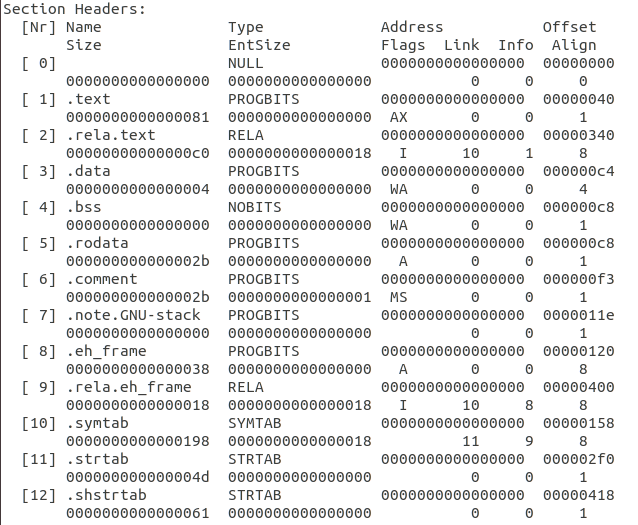 Section Headers:
  [Nr] Name              Type             Address           Offset
       Size              EntSize          Flags  Link  Info  Align
  [ 0]                   NULL             0000000000000000  00000000
       0000000000000000  0000000000000000           0     0     0
  [ 1] .text             PROGBITS         0000000000000000  00000040
       0000000000000081  0000000000000000  AX       0     0     1
  [ 2] .rela.text        RELA             0000000000000000  00000340
       00000000000000c0  0000000000000018   I      10     1     8
  [ 3] .data             PROGBITS         0000000000000000  000000c4
       0000000000000004  0000000000000000  WA       0     0     4
  [ 4] .bss              NOBITS           0000000000000000  000000c8
       0000000000000000  0000000000000000  WA       0     0     1
  [ 5] .rodata           PROGBITS         0000000000000000  000000c8
       000000000000002b  0000000000000000   A       0     0     1
  [ 6] .comment          PROGBITS         0000000000000000  000000f3
       000000000000002b  0000000000000001  MS       0     0     1
  [ 7] .note.GNU-stack   PROGBITS         0000000000000000  0000011e
       0000000000000000  0000000000000000           0     0     1
  [ 8] .eh_frame         PROGBITS         0000000000000000  00000120
       0000000000000038  0000000000000000   A       0     0     8
  [ 9] .rela.eh_frame    RELA             0000000000000000  00000400
       0000000000000018  0000000000000018   I      10     8     8
  [10] .symtab           SYMTAB           0000000000000000  00000158
       0000000000000198  0000000000000018          11     9     8
  [11] .strtab           STRTAB           0000000000000000  000002f0
       000000000000004d  0000000000000000           0     0     1
  [12] .shstrtab         STRTAB           0000000000000000  00000418
       0000000000000061  0000000000000000           0     0     1